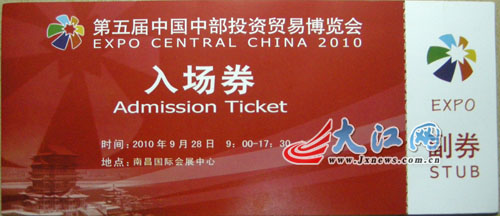 第五届中国中部投资贸易博览会
EXPO CENTRAL CHINA 2010
入场券
Admission Ticket
时间：2010年9月28日 9：00-17：30
地点：南昌国际会展中心
EXPO
副券
STUB
大江网
www.Jxnews.com.cn